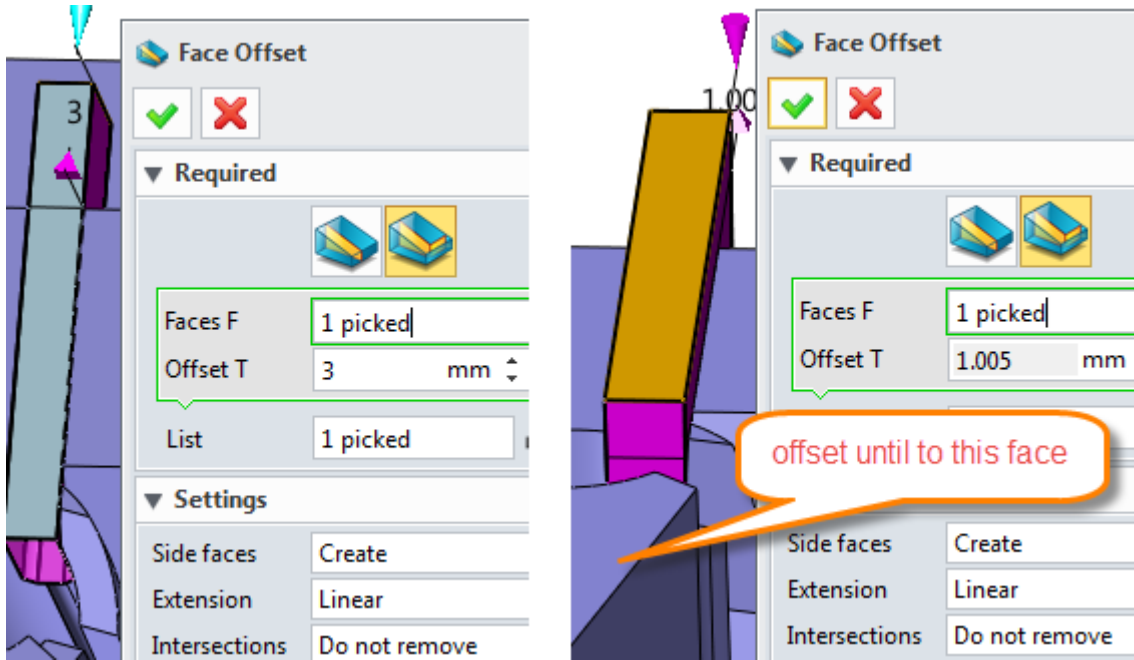 Face Offset
3
Required
Faces F 1 picked
Offset T 3 mm
List 1 picked
Settings
Side faces Create
Extension Linear
Intersections Do not remove
Face Offset
1.00
Required
Faces F 1 picked
Offset T 1.005 mm
offset until to this face
Side faces Create
Extension Linear
Intersections Do not remove